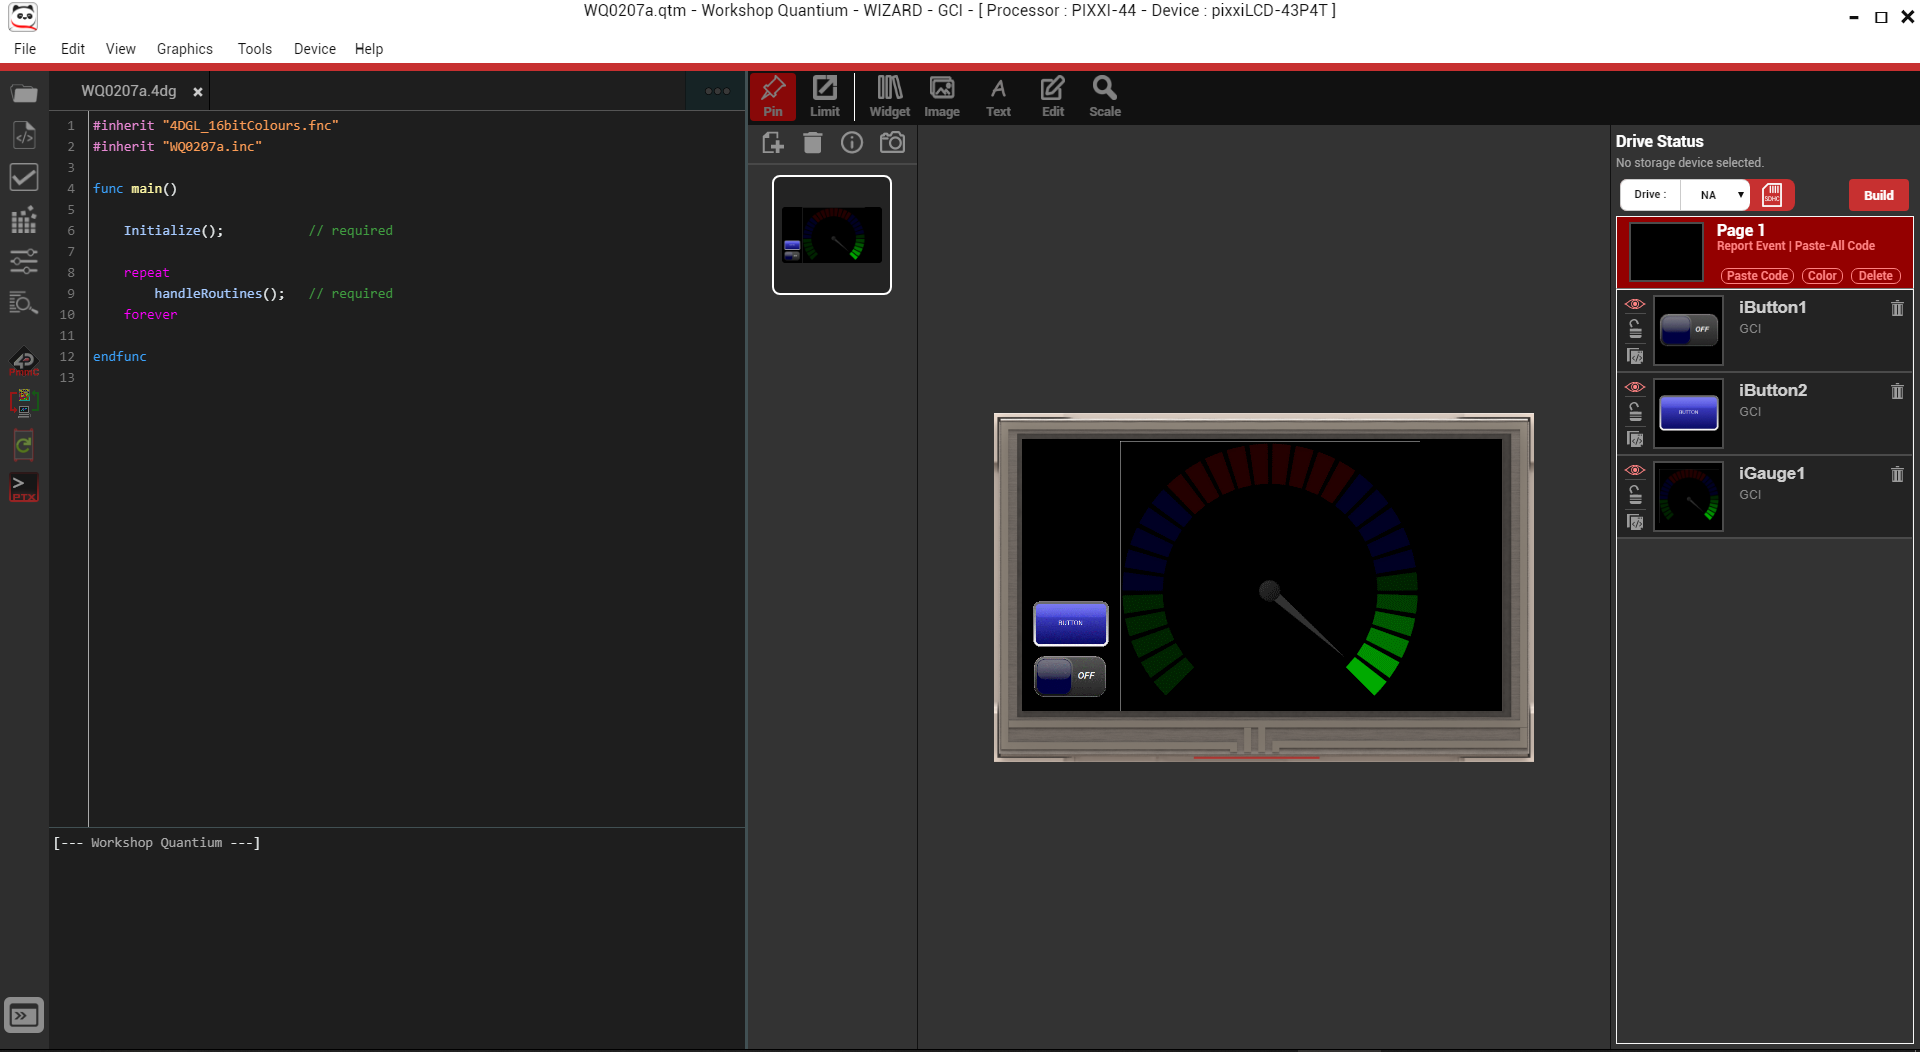 WQ0207a.qtm - Workshop Quantium - WIZARD - GCI - [ Processor : PIXXI-44 - Device : pixxiLCD-43P4T ]
File Edit View Graphics Tools Device Help
WQ0207a.4dg
Pin Limit Widget Image Text Edit Scale
1 #inherit "4DGL_16bitColours.fnc"
2 #inherit "WQ0207a.inc"
3
4 func main()
5
6 Initialize(); // required
7
8 repeat
9 handleRoutines(); // required
10 forever
11
12 endfunc
13
[--- Workshop Quantium ---]
BUTTON
OFF
Drive Status
No storage device selected.
Drive : NA SDHC Build
Page 1
Report Event | Paste-All Code
Paste Code Color Delete
iButton1
GCI
OFF
iButton2
GCI
BUTTON
iGauge1
GCI
PTX